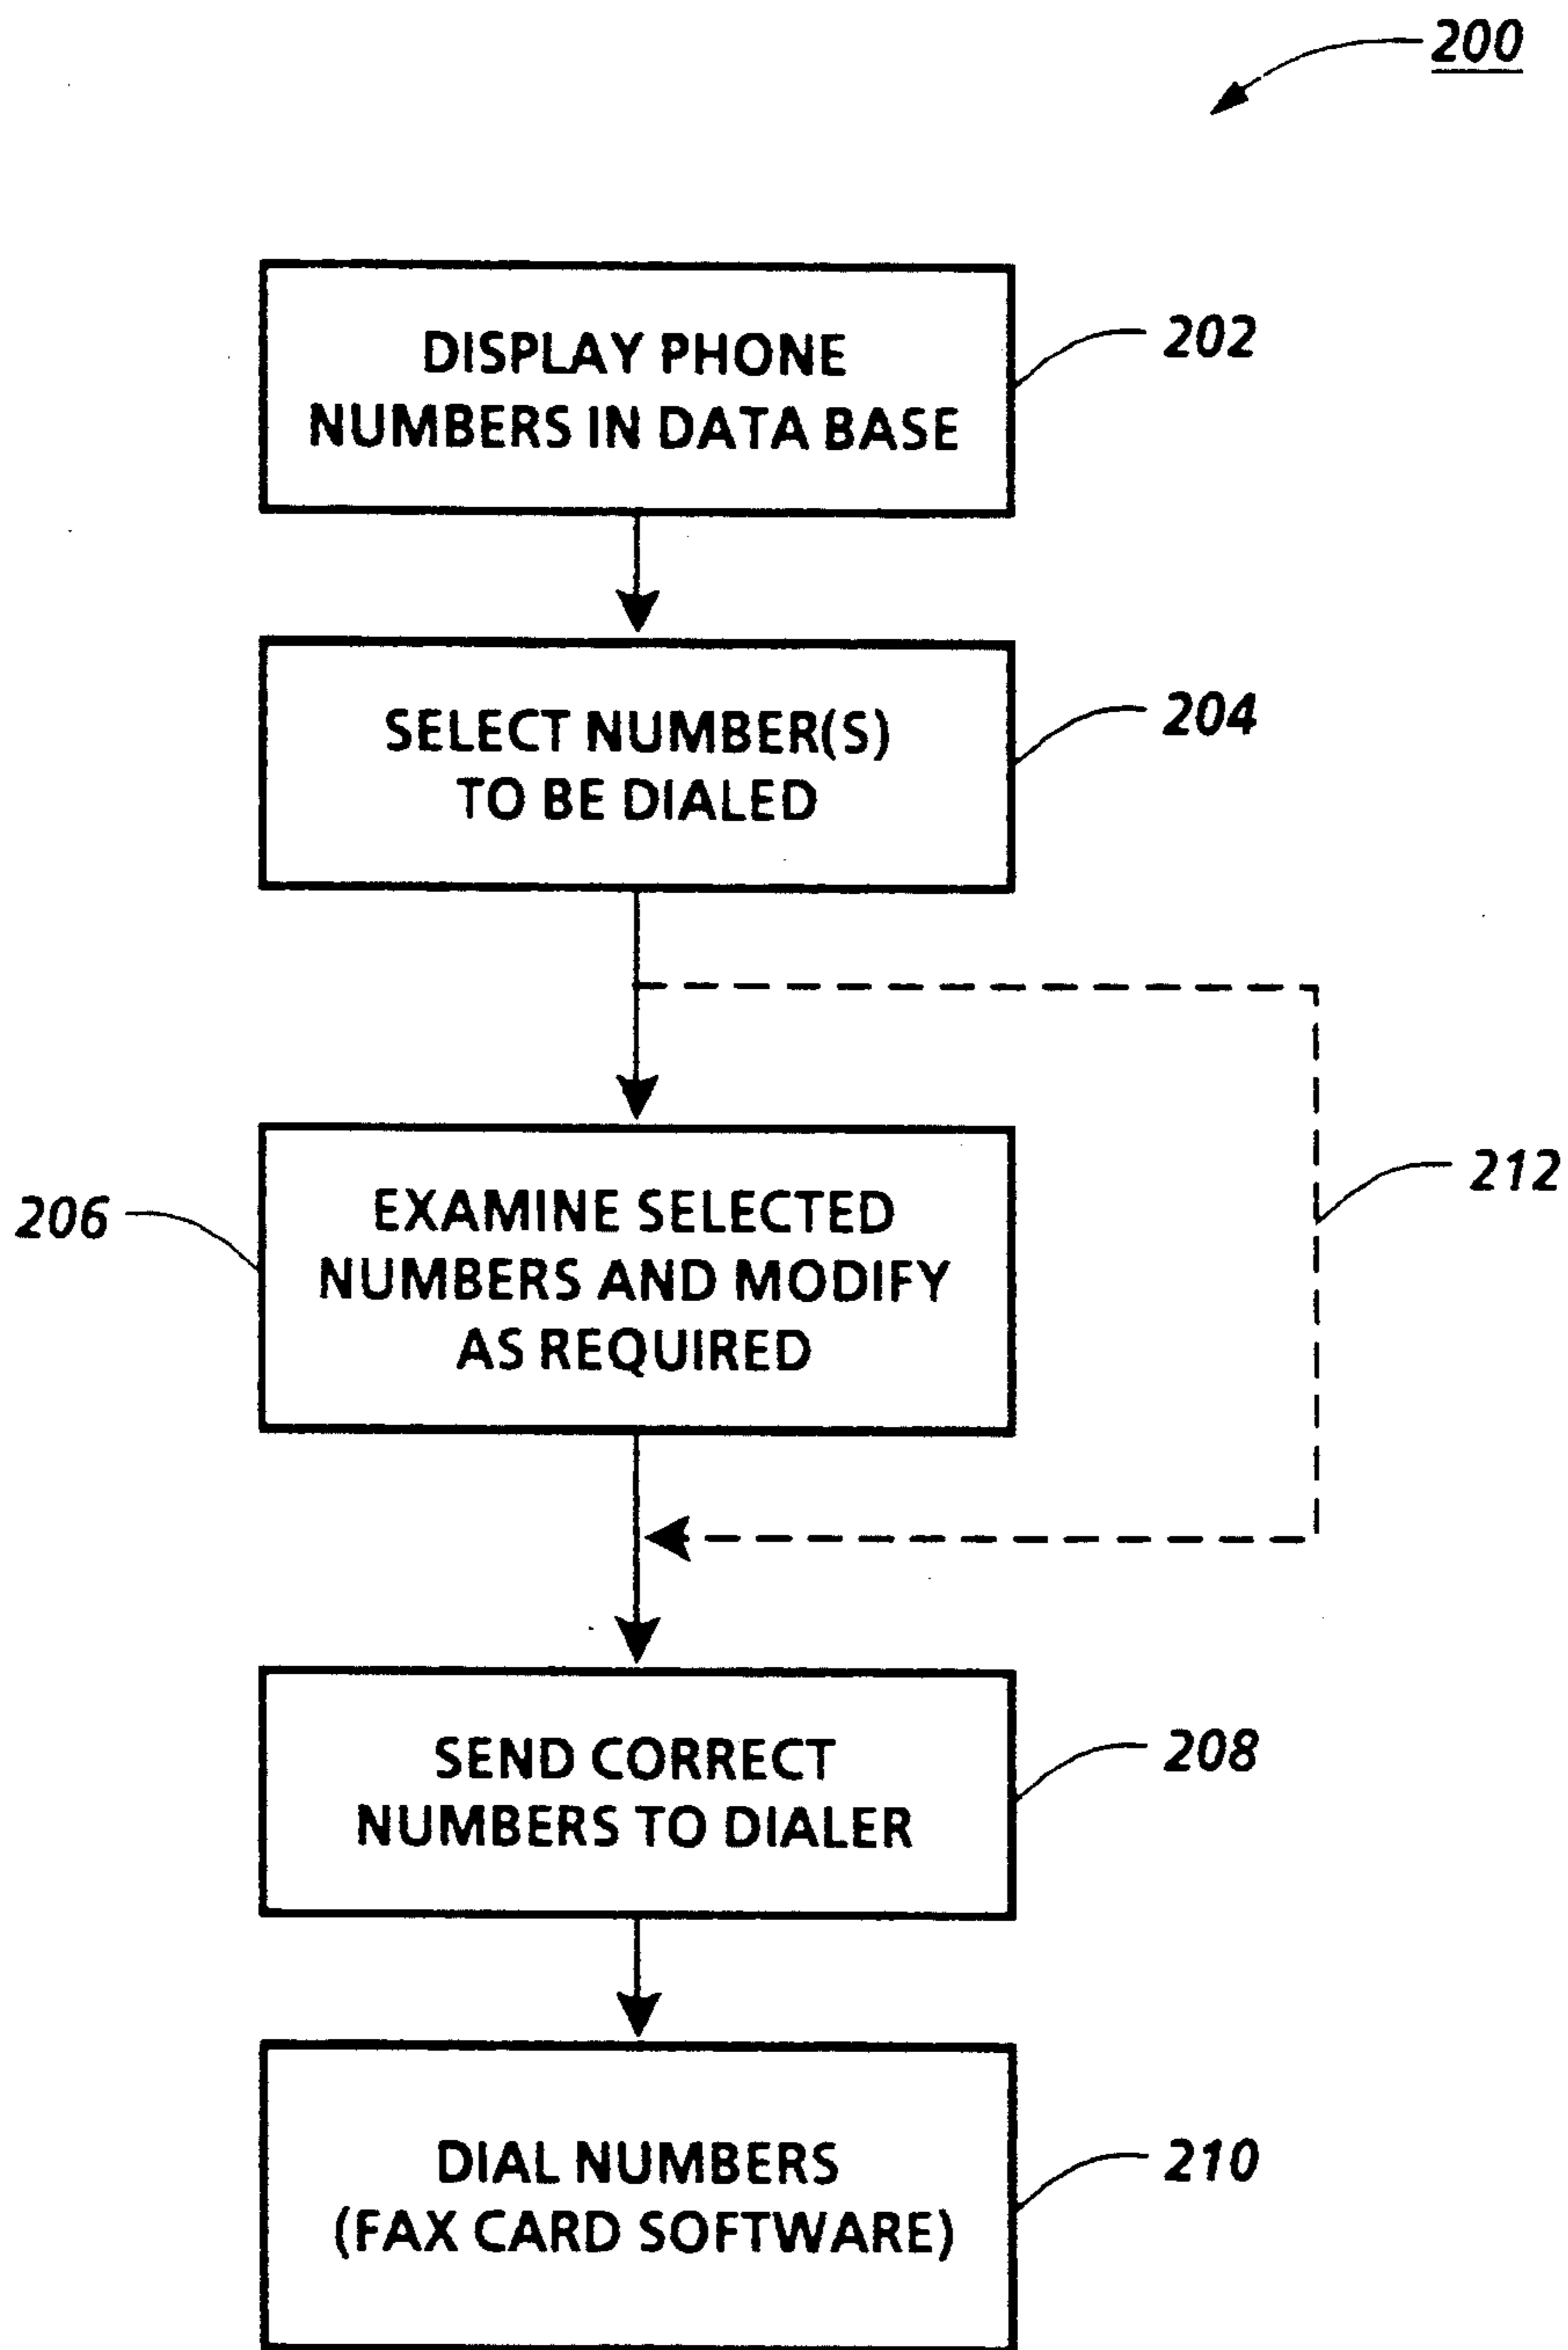 200
DISPLAY PHONE
NUMBERS IN DATA BASE
202
SELECT NUMBER(S)
TO BE DIALED
204
212
206
EXAMINE SELECTED
NUMBERS AND MODIFY
AS REQUIRED
SEND CORRECT
NUMBERS TO DIALER
208
DIAL NUMBERS
(FAX CARD SOFTWARE)
210